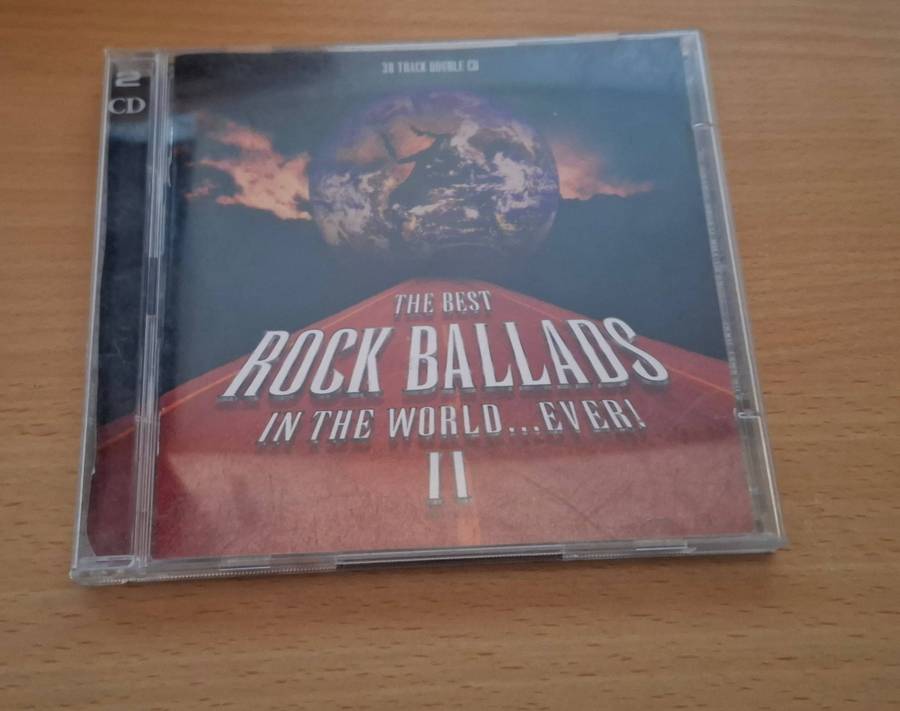 2
CD
38 TRACK DOUBLE CD
THE BEST
ROCK BALLADS
IN THE WORLD...EVER!
II